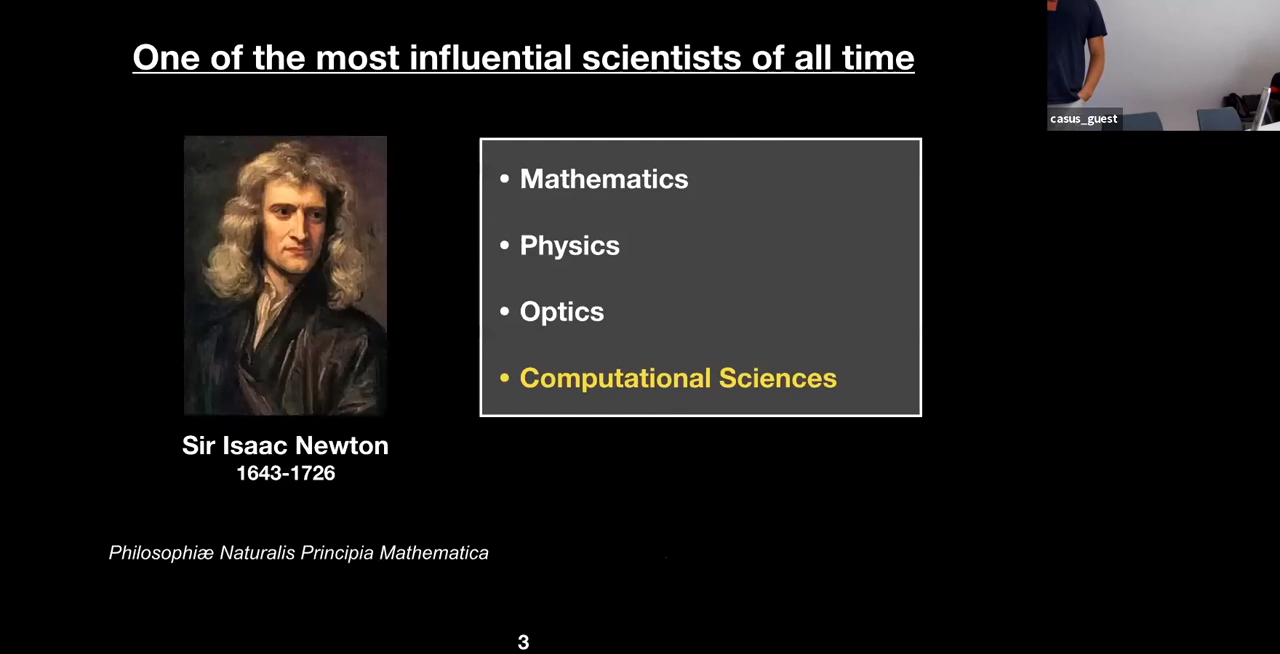 One of the most influential scientists of all time
casus_guest
• Mathematics
• Physics
• Optics
• Computational Sciences
Sir Isaac Newton
1643-1726
Philosophiæ Naturalis Principia Mathematica
3